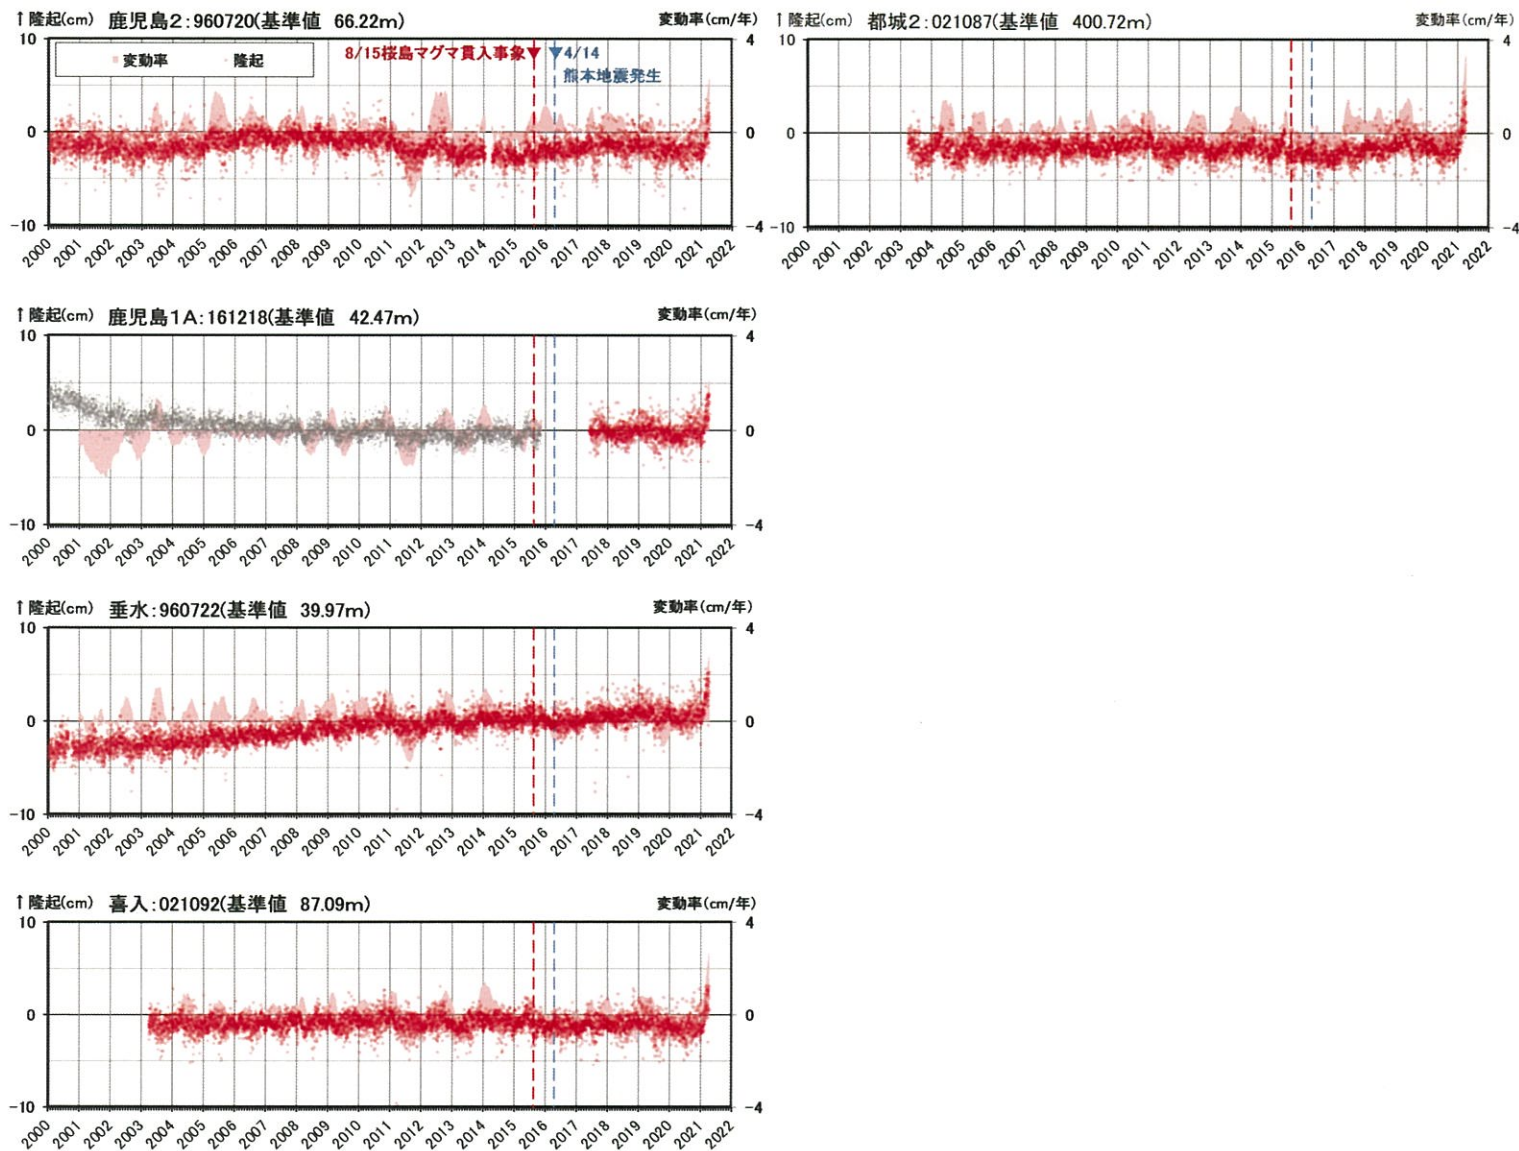 ↑隆起(cm) 鹿児島2:960720(基準値 66.22m) 変動率(cm/年)
10 4
変動率 隆起
8/15桜島マグマ貫入事象 4/14
熊本地震発生
0 0
-10 -4
2000 2001 2002 2003 2004 2005 2006 2007 2008 2009 2010 2011 2012 2013 2014 2015 2016 2017 2018 2019 2020 2021 2022
↑隆起(cm) 都城2:021087(基準値 400.72m) 変動率(cm/年)
10 4
0 0
-10 -4
2000 2001 2002 2003 2004 2005 2006 2007 2008 2009 2010 2011 2012 2013 2014 2015 2016 2017 2018 2019 2020 2021 2022
↑隆起(cm) 鹿児島1A:161218(基準値 42.47m) 変動率(cm/年)
10 4
0 0
-10 -4
2000 2001 2002 2003 2004 2005 2006 2007 2008 2009 2010 2011 2012 2013 2014 2015 2016 2017 2018 2019 2020 2021 2022
↑隆起(cm) 垂水:960722(基準値 39.97m) 変動率(cm/年)
10 4
0 0
-10 -4
2000 2001 2002 2003 2004 2005 2006 2007 2008 2009 2010 2011 2012 2013 2014 2015 2016 2017 2018 2019 2020 2021 2022
↑隆起(cm) 喜入:021092(基準値 87.09m) 変動率(cm/年)
10 4
0 0
-10 -4
2000 2001 2002 2003 2004 2005 2006 2007 2008 2009 2010 2011 2012 2013 2014 2015 2016 2017 2018 2019 2020 2021 2022